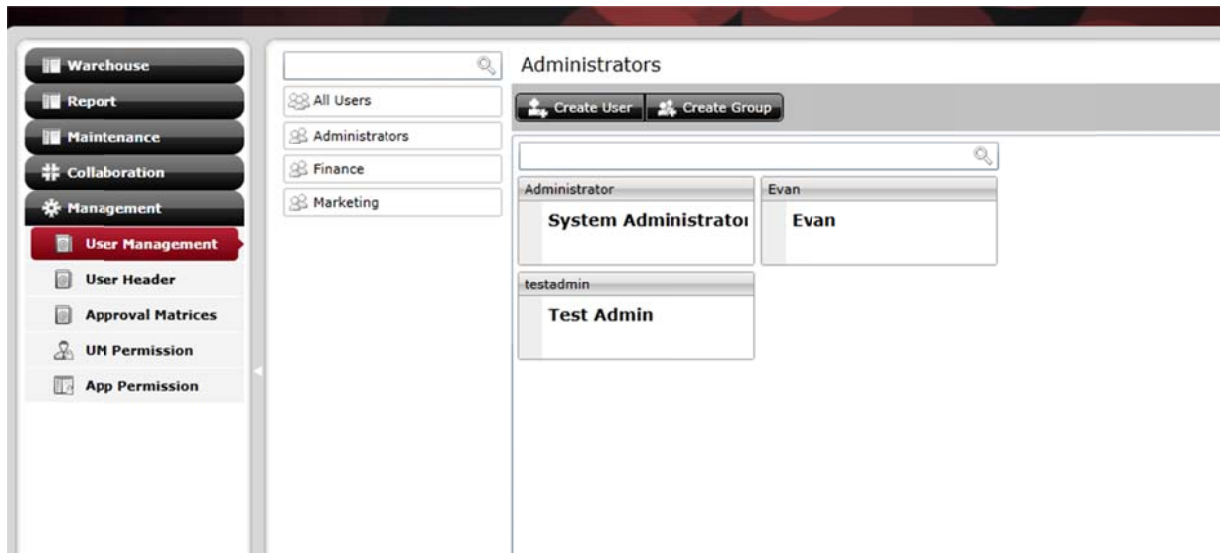 Warehouse
Report
Maintenance
Collaboration
Management
User Management
User Header
Approval Matrices
UM Permission
App Permission
All Users
Administrators
Finance
Marketing
Administrators
Create User Create Group
Administrator Evan
System Administrator Evan
testadmin
Test Admin